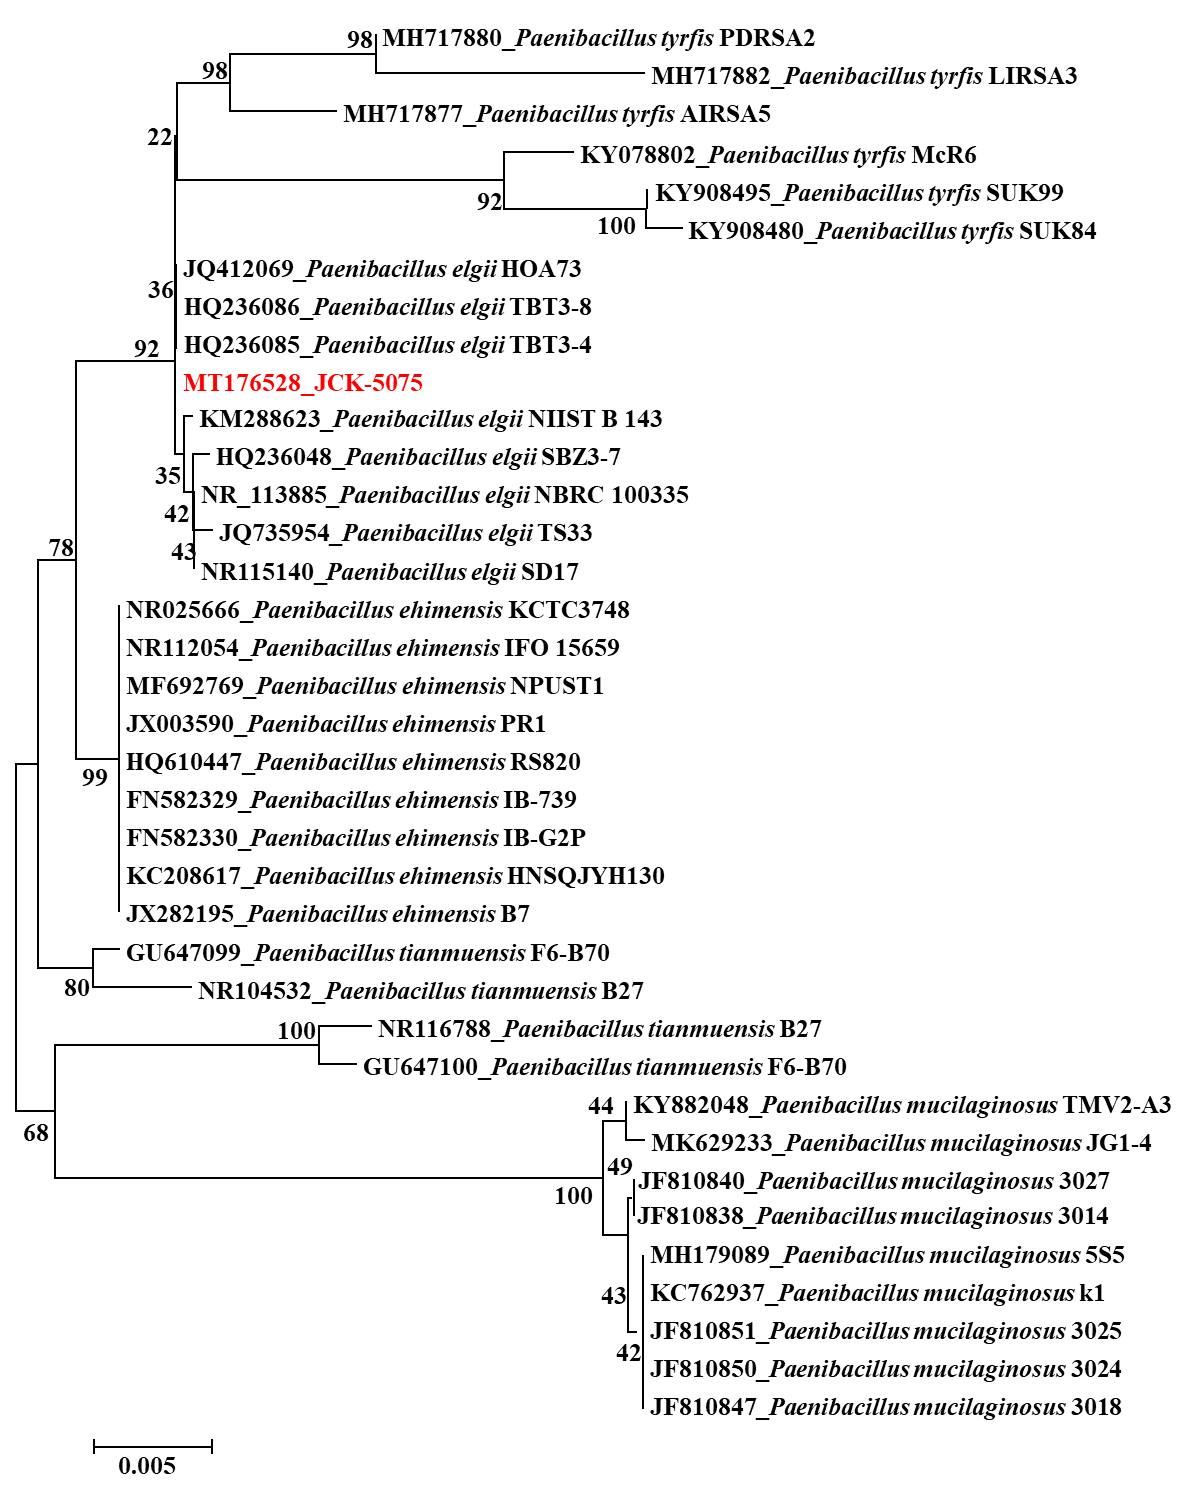 98 MH717880_Paenibacillus tyrfis PDRSA2
98 MH717882_Paenibacillus tyrfis LIRSA3
MH717877_Paenibacillus tyrfis AIRSA5
22
KY078802_Paenibacillus tyrfis McR6
92 KY908495_Paenibacillus tyrfis SUK99
100 KY908480_Paenibacillus tyrfis SUK84
JQ412069_Paenibacillus elgii HOA73
36 HQ236086_Paenibacillus elgii TBT3-8
92 HQ236085_Paenibacillus elgii TBT3-4
MT176528_JCK-5075
KM288623_Paenibacillus elgii NIIST B 143
HQ236048_Paenibacillus elgii SBZ3-7
35
NR_113885_Paenibacillus elgii NBRC 100335
42
JQ735954_Paenibacillus elgii TS33
78 43
NR115140_Paenibacillus elgii SD17
NR025666_Paenibacillus ehimensis KCTC3748
NR112054_Paenibacillus ehimensis IFO 15659
MF692769_Paenibacillus ehimensis NPUST1
JX003590_Paenibacillus ehimensis PR1
HQ610447_Paenibacillus ehimensis RS820
99
FN582329_Paenibacillus ehimensis IB-739
FN582330_Paenibacillus ehimensis IB-G2P
KC208617_Paenibacillus ehimensis HNSQJYH130
JX282195_Paenibacillus ehimensis B7
GU647099_Paenibacillus tianmuensis F6-B70
80 NR104532_Paenibacillus tianmuensis B27
100 NR116788_Paenibacillus tianmuensis B27
GU647100_Paenibacillus tianmuensis F6-B70
44 KY882048_Paenibacillus mucilaginosus TMV2-A3
68
MK629233_Paenibacillus mucilaginosus JG1-4
49
JF810840_Paenibacillus mucilaginosus 3027
100
JF810838_Paenibacillus mucilaginosus 3014
MH179089_Paenibacillus mucilaginosus 5S5
43 KC762937_Paenibacillus mucilaginosus k1
JF810851_Paenibacillus mucilaginosus 3025
42
JF810850_Paenibacillus mucilaginosus 3024
JF810847_Paenibacillus mucilaginosus 3018
0.005